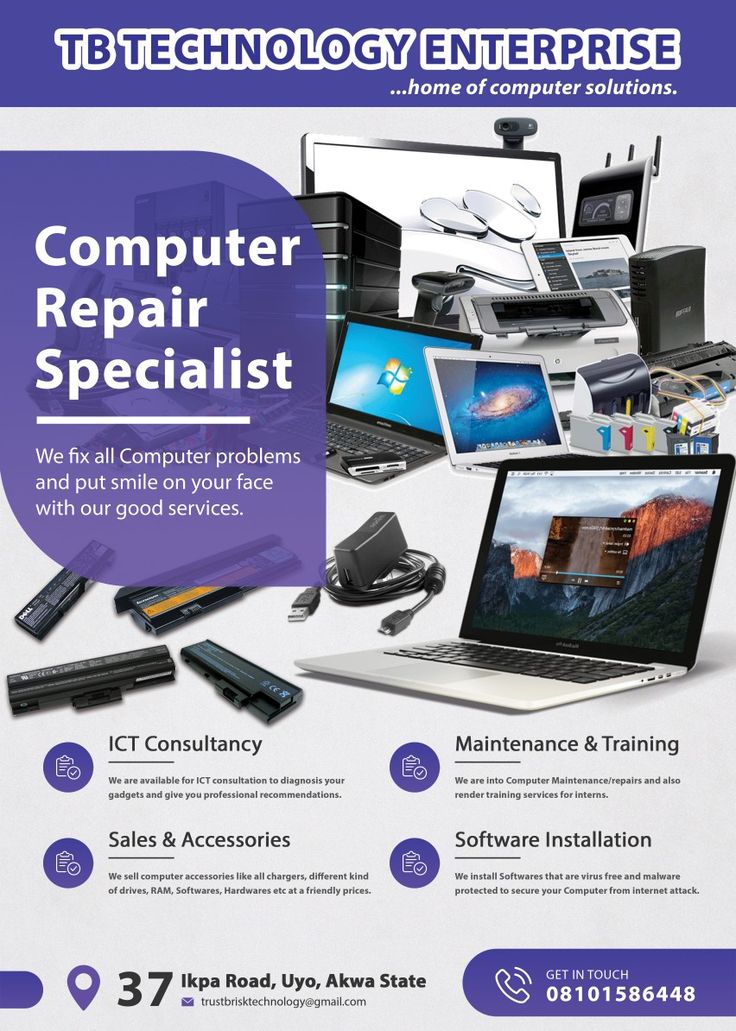 TB TECHNOLOGY ENTERPRISE
...home of computer solutions.
Computer
Repair
Specialist
We fix all Computer problems
and put smile on your face
with our good services.
BUFFALO
hp
DELL
lenovo
ICT Consultancy
We are available for ICT consultation to diagnosis your
gadgets and give you professional recommendations.
Maintenance & Training
We are into Computer Maintenance/repairs and also
render training services for interns.
Sales & Accessories
We sell computer accessories like all chargers, different kind
of drives, RAM, Softwares, Hardwares etc at a friendly prices.
Software Installation
We install Softwares that are virus free and malware
protected to secure your Computer from internet attack.
37
Ikpa Road, Uyo, Akwa State
trustbrisktechnology@gmail.com
GET IN TOUCH
08101586448